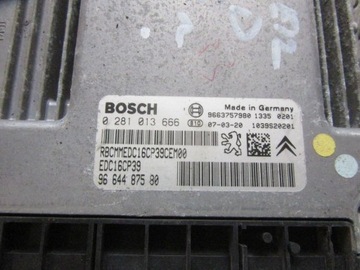 BOSCH
Made in Germany
9663757980 1335 0201
0 281 013 666
07-03-20 1039S20201
RBCMMEDC16CP39CEM00
EDC16CP39
96 644 875 80